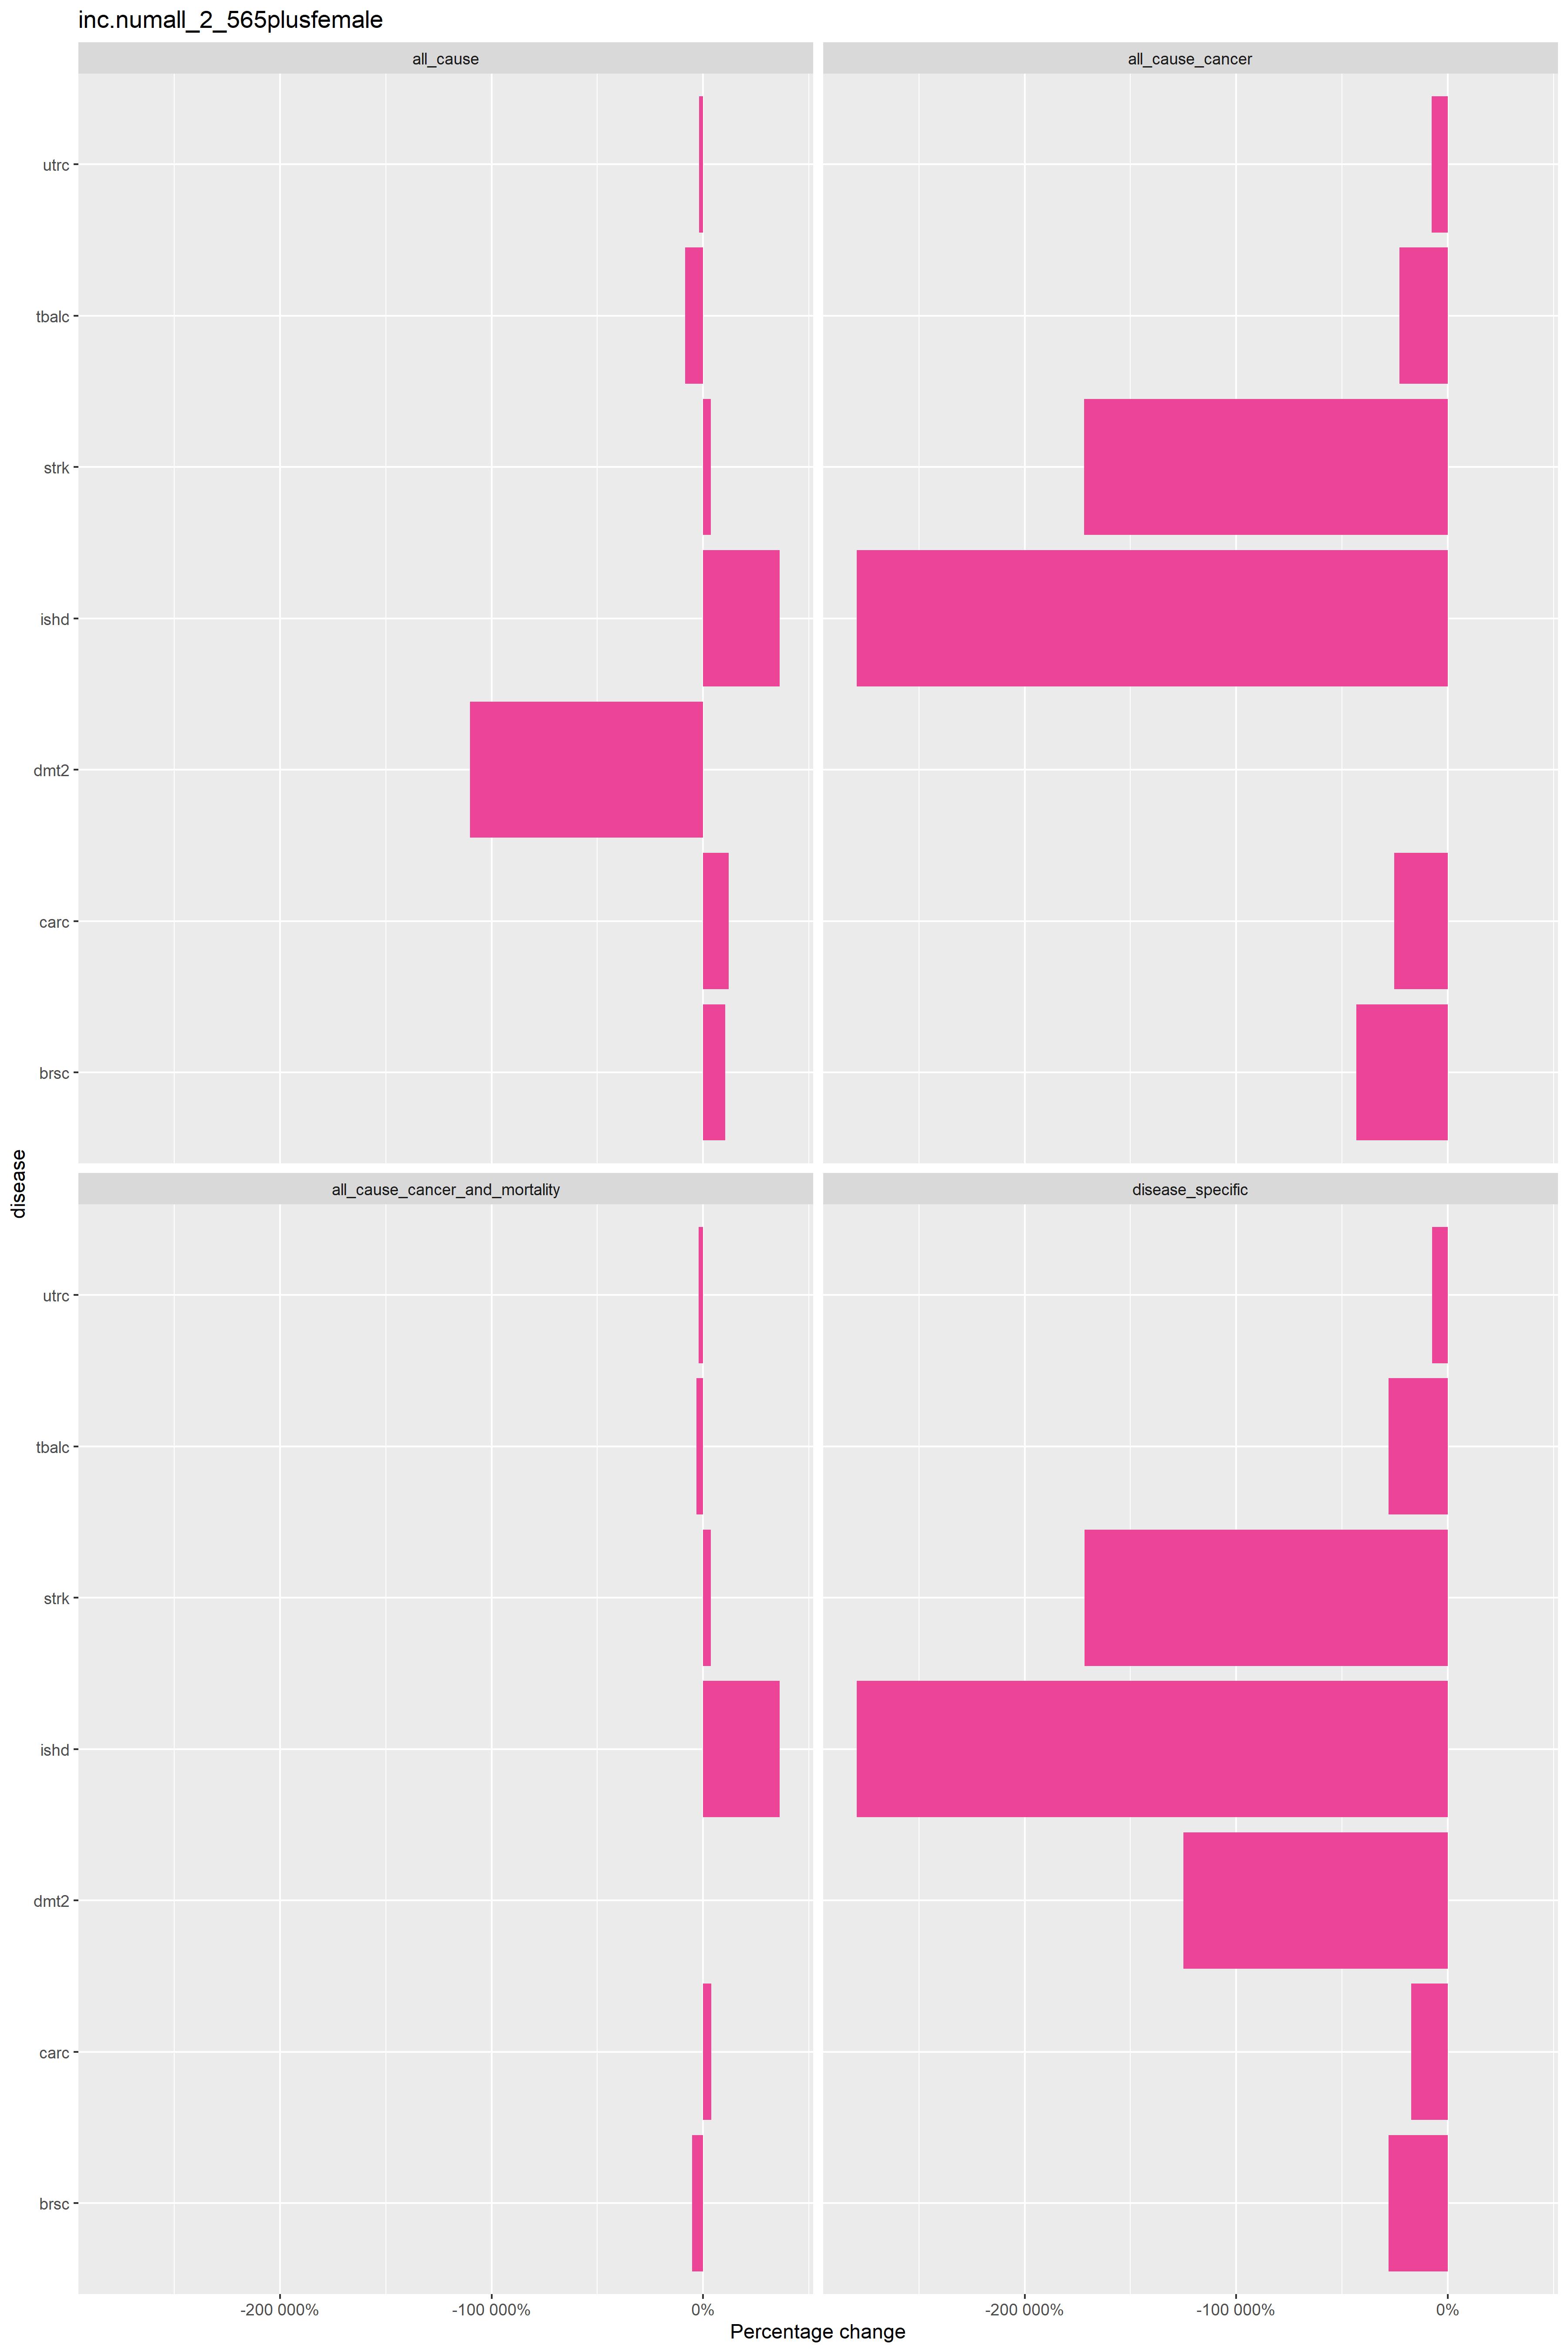 inc.numall_2_565plusfemale
all_cause
all_cause_cancer
utrc
tbalc
strk
ishd
dmt2
carc
brsc
disease
all_cause_cancer_and_mortality
disease_specific
utrc
tbalc
strk
ishd
dmt2
carc
brsc
-200 000%
-100 000%
0%
-200 000%
-100 000%
0%
Percentage change